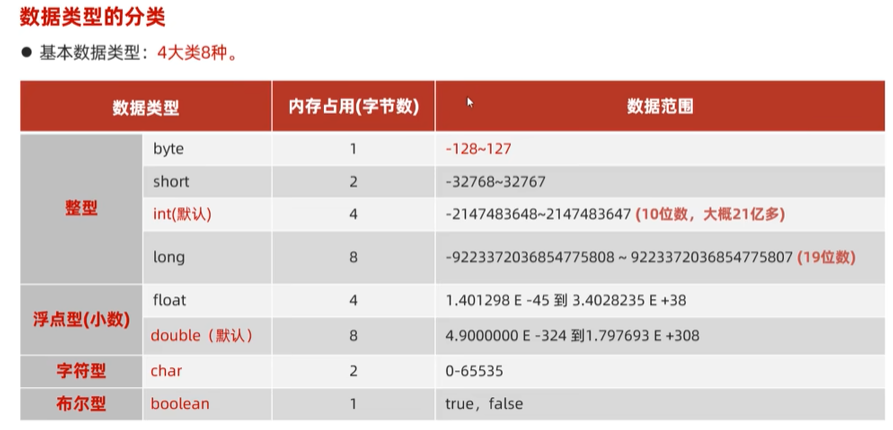 数据类型的分类
● 基本数据类型：4大类8种。
数据类型 内存占用(字节数) 数据范围
整型
byte 1 -128~127
short 2 -32768~32767
int(默认) 4 -2147483648~2147483647 (10位数，大概21亿多)
long 8 -9223372036854775808 ~ 9223372036854775807 (19位数)
浮点型(小数)
float 4 1.401298 E -45 到 3.4028235 E +38
double（默认） 8 4.9000000 E -324 到1.797693 E +308
字符型 char 2 0-65535
布尔型 boolean 1 true，false